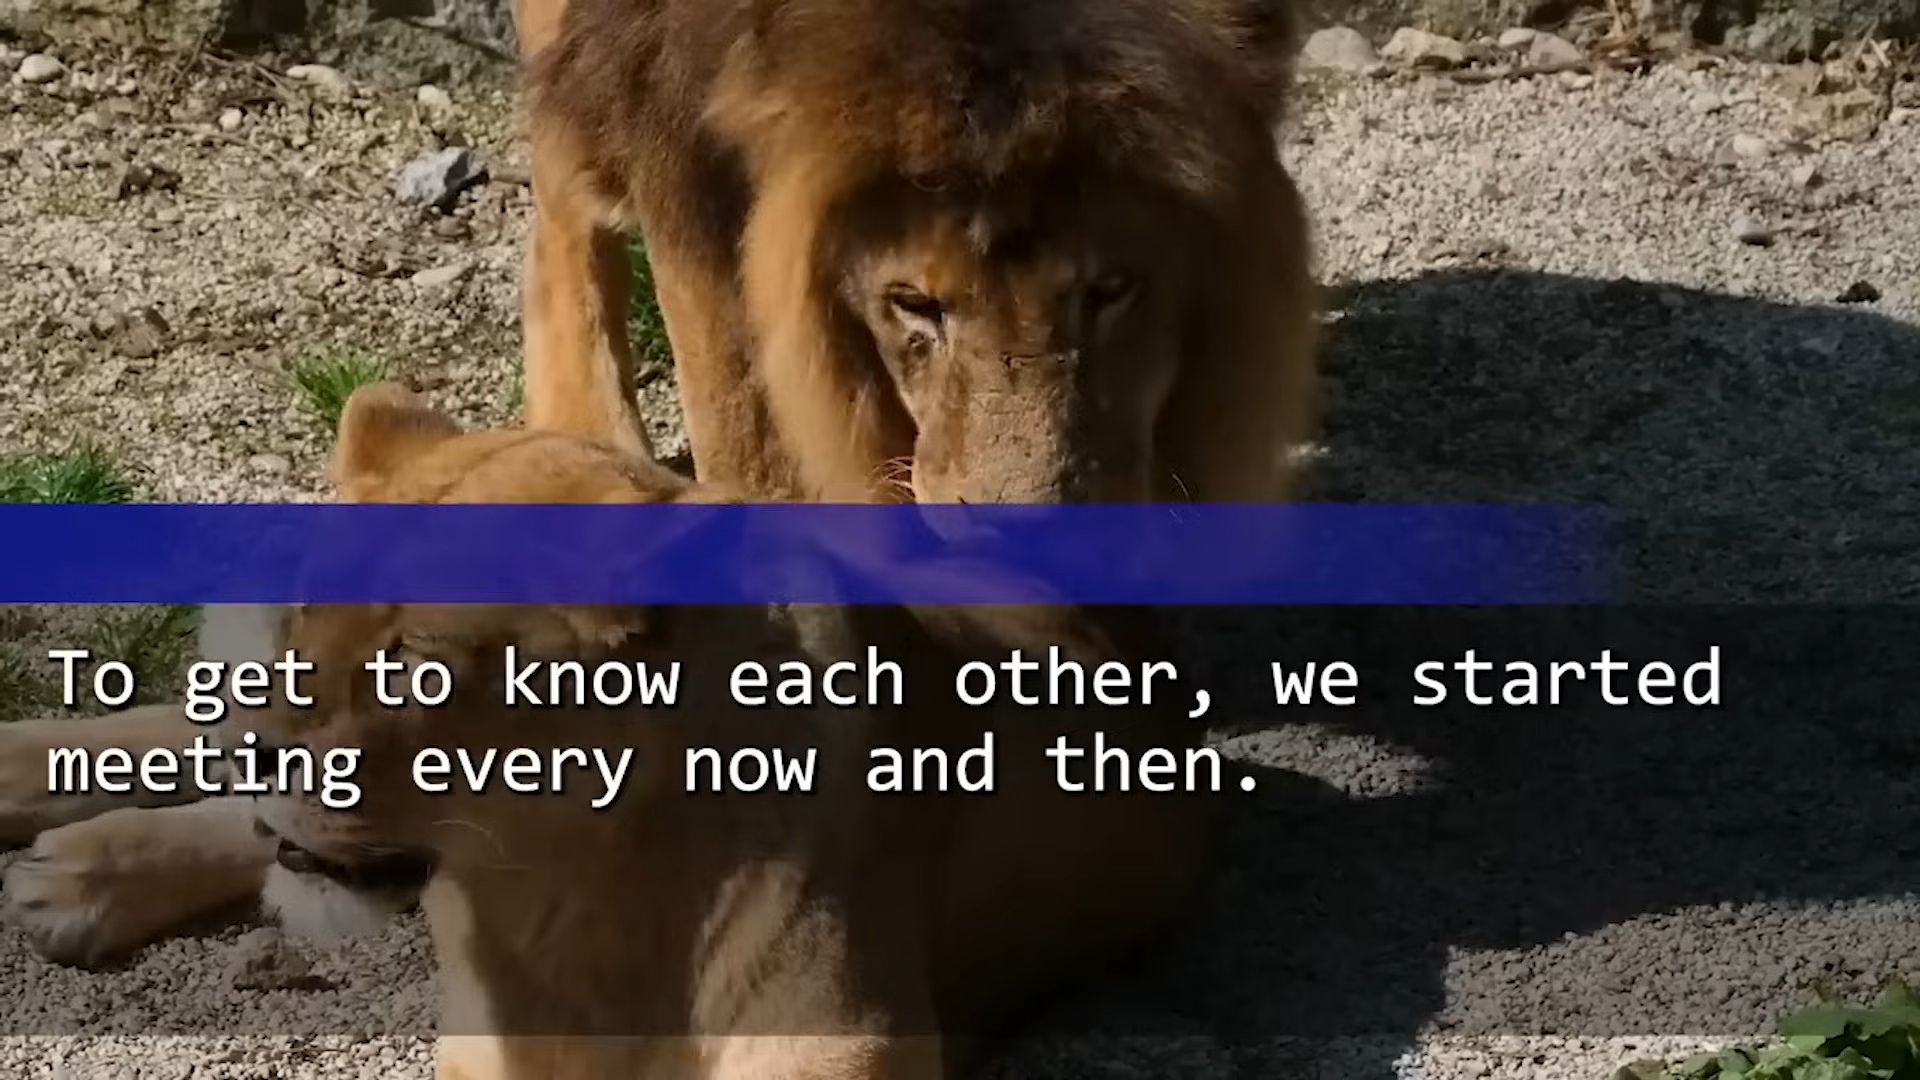 To get to know each other, we started
meeting every now and then.